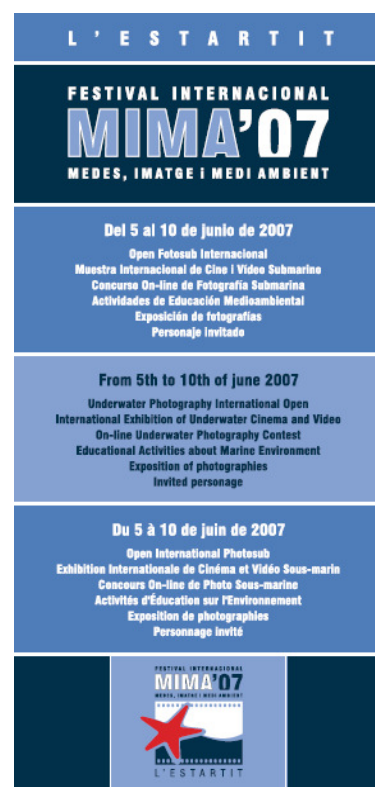 L'ESTARTIT
FESTIVAL INTERNACIONAL
MIMA'07
MEDES, IMATGE i MEDI AMBIENT
Del 5 al 10 de junio de 2007
Open Fotosub Internacional
Muestra Internacional de Cine i Vídeo Submarino
Concurso On-line de Fotografía Submarina
Actividades de Educación Medioambiental
Exposición de fotografías
Personaje invitado
From 5th to 10th of june 2007
Underwater Photography International Open
International Exhibition of Underwater Cinema and Video
On-line Underwater Photography Contest
Educational Activities about Marine Environment
Exposition of photographies
Invited personage
Du 5 à 10 de juin de 2007
Open International Photosub
Exhibition Internationale de Cinéma et Vidéo Sous-marin
Concours On-line de Photo Sous-marine
Activités d'Éducation sur l'Environnement
Exposition de photographies
Personnage invité
FESTIVAL INTERNACIONAL
MIMA'07
MEDES, IMATGE i MEDI AMBIENT
L'ESTARTIT